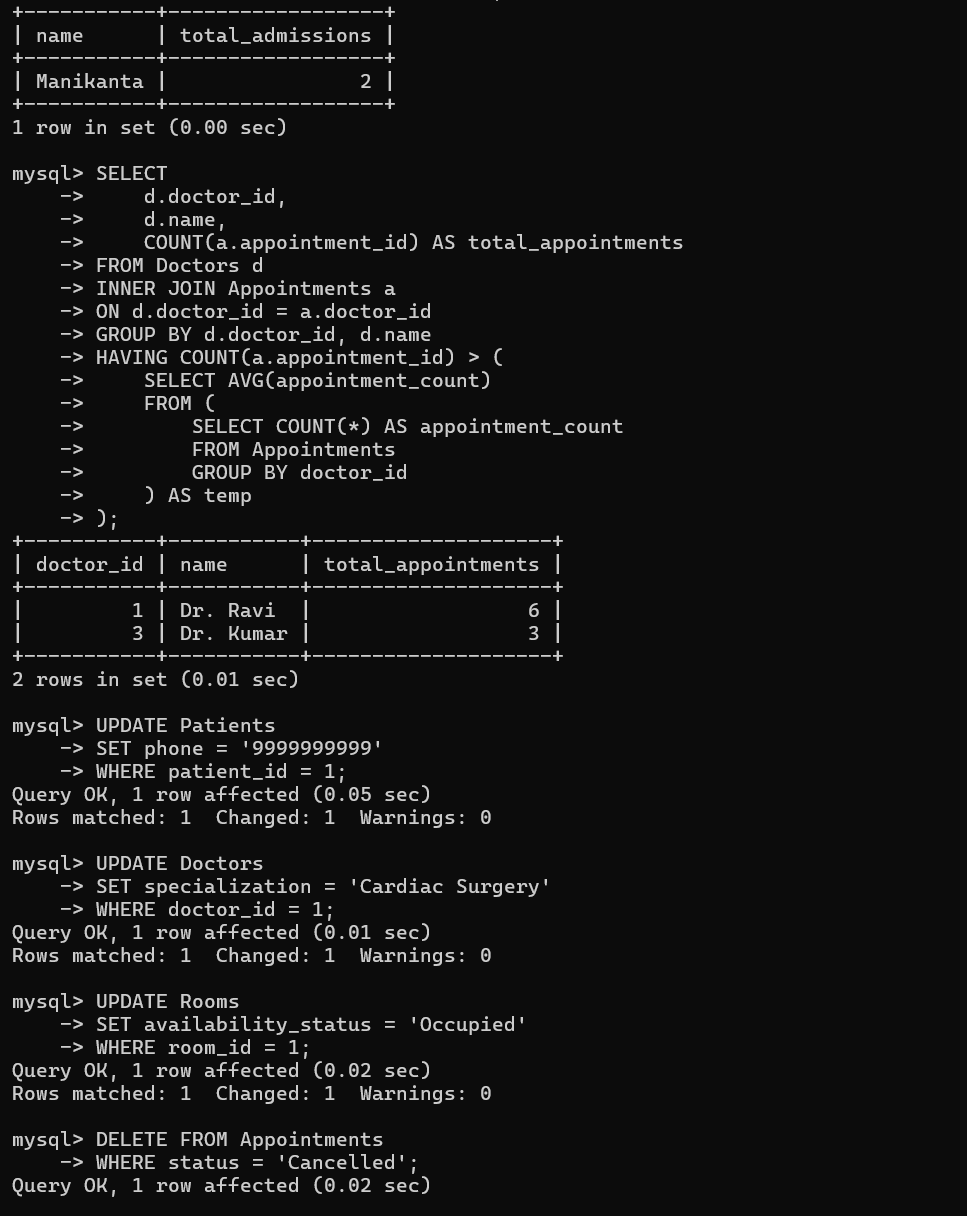 +-----------+------------------+
| name      | total_admissions |
+-----------+------------------+
| Manikanta |                2 |
+-----------+------------------+
1 row in set (0.00 sec)

mysql> SELECT
    ->     d.doctor_id,
    ->     d.name,
    ->     COUNT(a.appointment_id) AS total_appointments
    -> FROM Doctors d
    -> INNER JOIN Appointments a
    -> ON d.doctor_id = a.doctor_id
    -> GROUP BY d.doctor_id, d.name
    -> HAVING COUNT(a.appointment_id) > (
    ->     SELECT AVG(appointment_count)
    ->     FROM (
    ->         SELECT COUNT(*) AS appointment_count
    ->         FROM Appointments
    ->         GROUP BY doctor_id
    ->     ) AS temp
    -> );
+-----------+-----------+--------------------+
| doctor_id | name      | total_appointments |
+-----------+-----------+--------------------+
|         1 | Dr. Ravi  |                  6 |
|         3 | Dr. Kumar |                  3 |
+-----------+-----------+--------------------+
2 rows in set (0.01 sec)

mysql> UPDATE Patients
    -> SET phone = '9999999999'
    -> WHERE patient_id = 1;
Query OK, 1 row affected (0.05 sec)
Rows matched: 1  Changed: 1  Warnings: 0

mysql> UPDATE Doctors
    -> SET specialization = 'Cardiac Surgery'
    -> WHERE doctor_id = 1;
Query OK, 1 row affected (0.01 sec)
Rows matched: 1  Changed: 1  Warnings: 0

mysql> UPDATE Rooms
    -> SET availability_status = 'Occupied'
    -> WHERE room_id = 1;
Query OK, 1 row affected (0.02 sec)
Rows matched: 1  Changed: 1  Warnings: 0

mysql> DELETE FROM Appointments
    -> WHERE status = 'Cancelled';
Query OK, 1 row affected (0.02 sec)